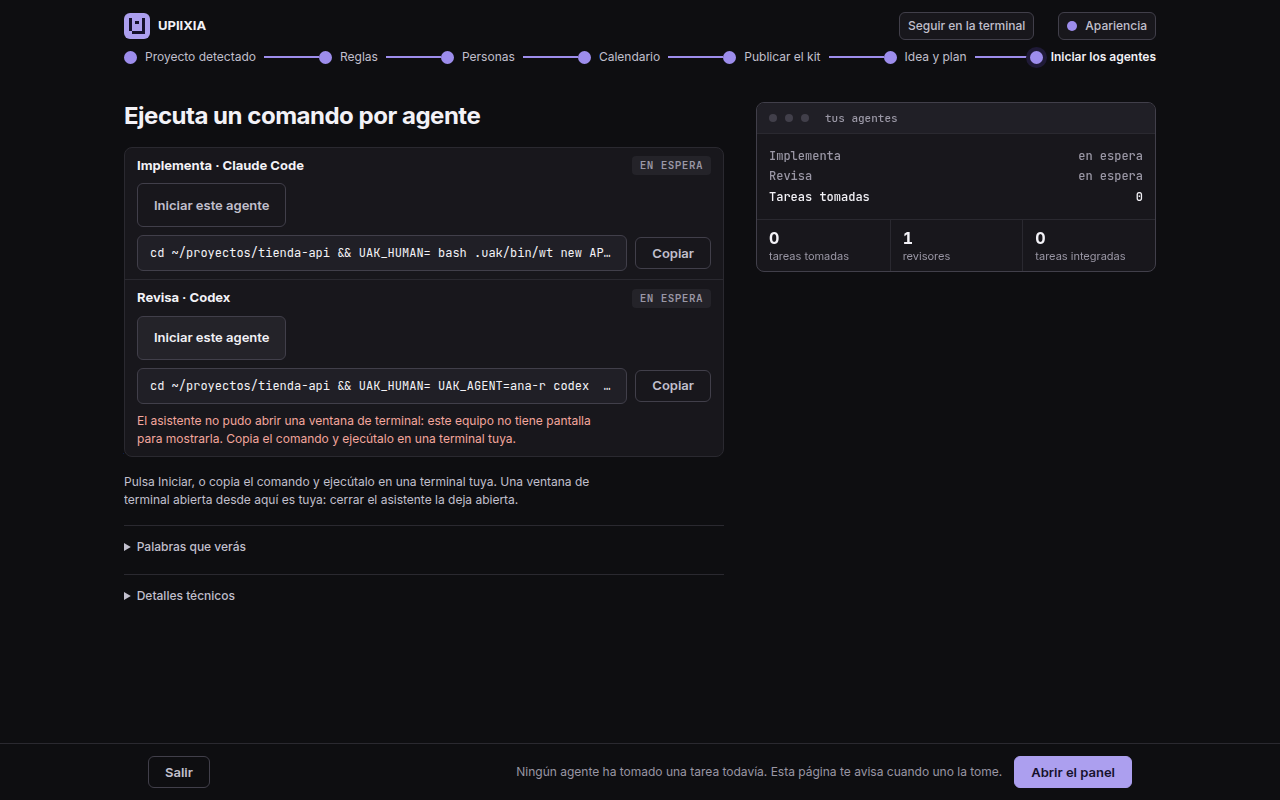 UPIIXIA
Seguir en la terminal
Apariencia
Proyecto detectado
Reglas
Personas
Calendario
Publicar el kit
Idea y plan
Iniciar los agentes
Ejecuta un comando por agente
Implementa · Claude Code
EN ESPERA
Iniciar este agente
cd ~/proyectos/tienda-api && UAK_HUMAN= bash .uak/bin/wt new AP…
Copiar
Revisa · Codex
EN ESPERA
Iniciar este agente
cd ~/proyectos/tienda-api && UAK_HUMAN= UAK_AGENT=ana-r codex …
Copiar
El asistente no pudo abrir una ventana de terminal: este equipo no tiene pantalla
para mostrarla. Copia el comando y ejecútalo en una terminal tuya.
Pulsa Iniciar, o copia el comando y ejecútalo en una terminal tuya. Una ventana de
terminal abierta desde aquí es tuya: cerrar el asistente la deja abierta.
Palabras que verás
Detalles técnicos
tus agentes
Implementa en espera
Revisa en espera
Tareas tomadas 0
0
tareas tomadas
1
revisores
0
tareas integradas
Salir
Ningún agente ha tomado una tarea todavía. Esta página te avisa cuando uno la tome.
Abrir el panel